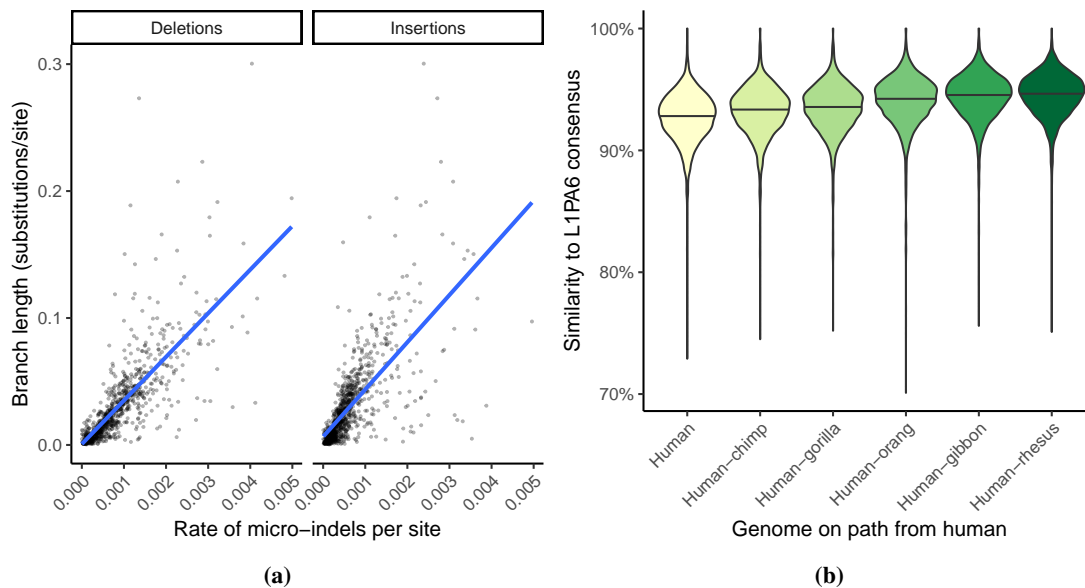 Deletions
Insertions
Branch length (substitutions/site)
0.3
0.2
0.1
0.0
0.000
0.001
0.002
0.003
0.004
0.005
0.000
0.001
0.002
0.003
0.004
0.005
Rate of micro−indels per site
(a)
Similarity to L1PA6 consensus
100%
90%
80%
70%
Human
Human−chimp
Human−gorilla
Human−orang
Human−gibbon
Human−rhesus
Genome on path from human
(b)